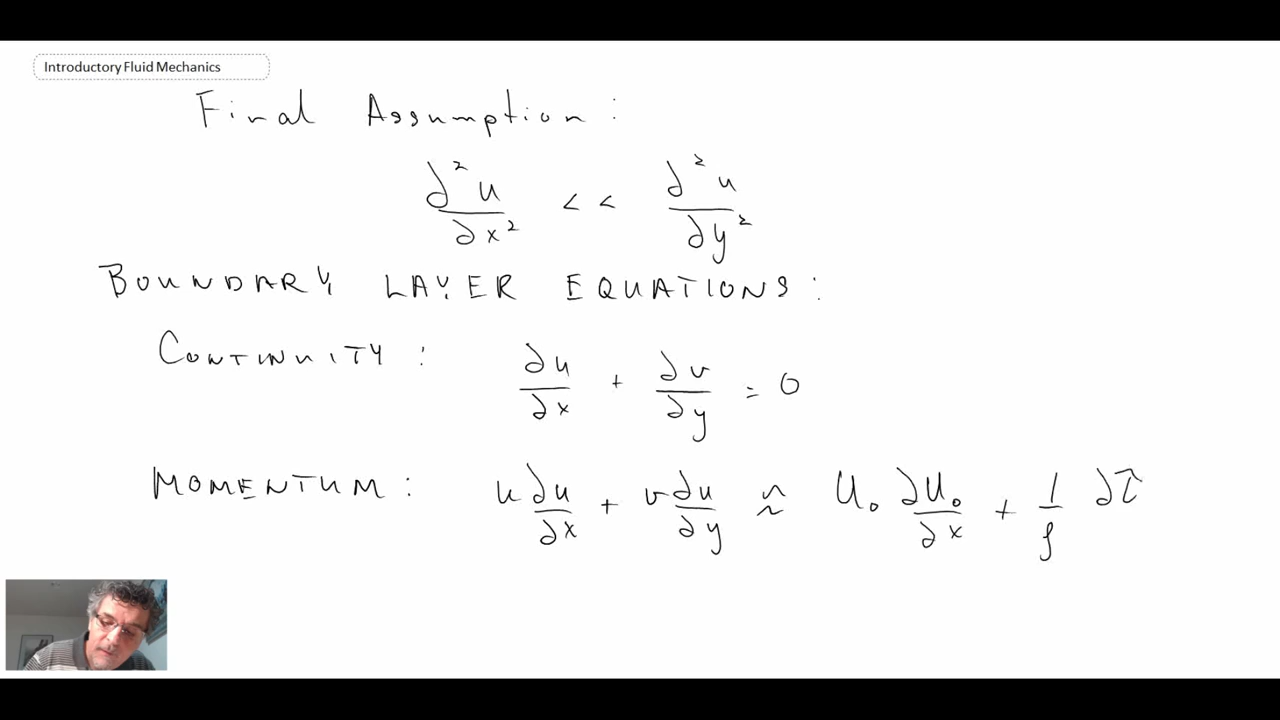 Introductory Fluid Mechanics
Final Assumption:
∂²u/∂x² << ∂²u/∂y²
BOUNDARY LAYER EQUATIONS:
CONTINUITY: ∂u/∂x + ∂v/∂y = 0
MOMENTUM: u ∂u/∂x + v ∂u/∂y ≈ U₀ ∂U₀/∂x + 1/ρ ∂τ